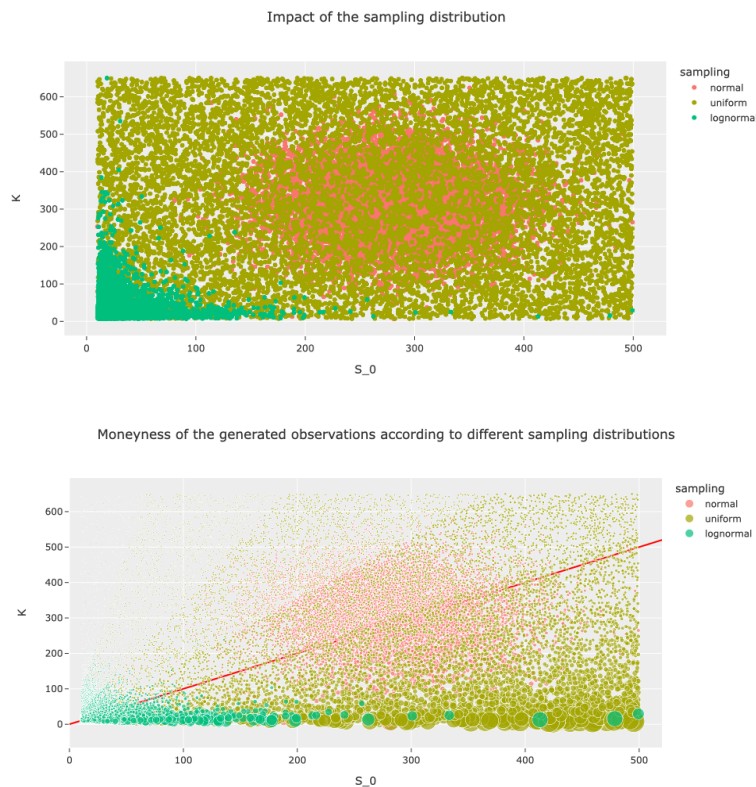 Impact of the sampling distribution
sampling
normal
uniform
lognormal
600
500
400
300
200
100
0
K
0 100 200 300 400 500
S_0
Moneyness of the generated observations according to different sampling distributions
sampling
normal
uniform
lognormal
600
500
400
300
200
100
0
K
0 100 200 300 400 500
S_0